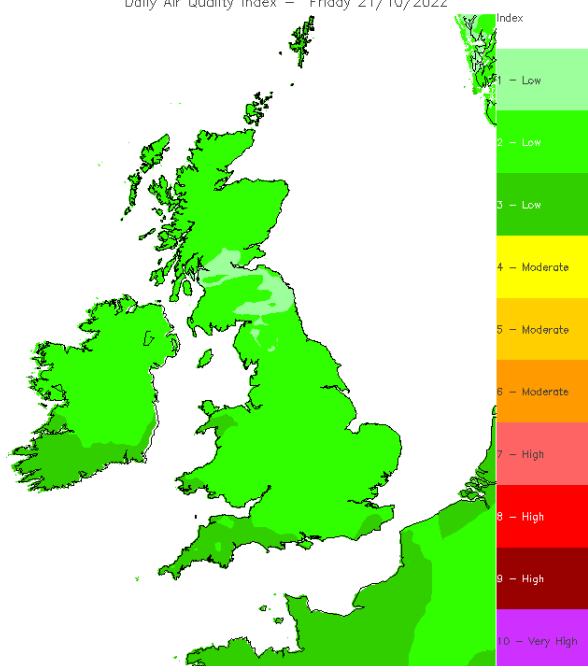 Daily Air Quality Index - Friday 21/10/2022
Index
1 - Low
2 - Low
3 - Low
4 - Moderate
5 - Moderate
6 - Moderate
7 - High
8 - High
9 - High
10 - Very High